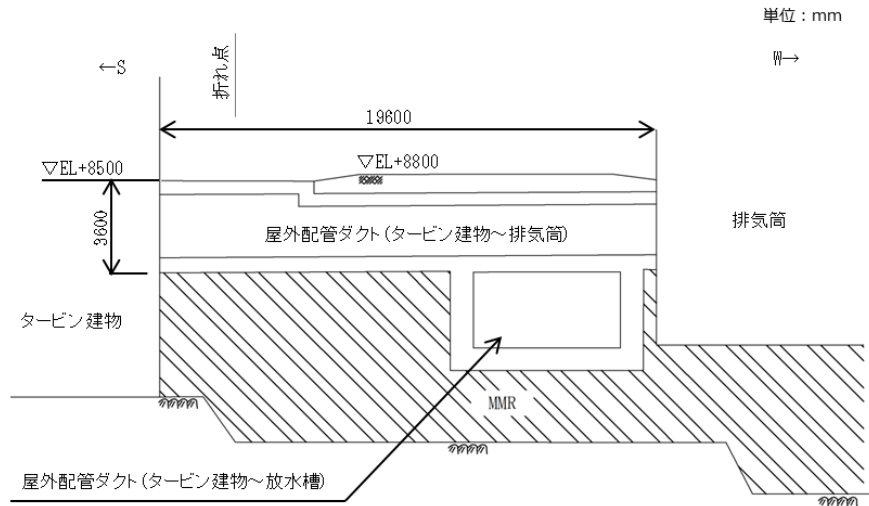 単位：mm
←S
折れ点
W→
19600
▽EL+8500
▽EL+8800
3600
屋外配管ダクト(タービン建物～排気筒)
排気筒
タービン建物
MMR
屋外配管ダクト(タービン建物～放水槽)